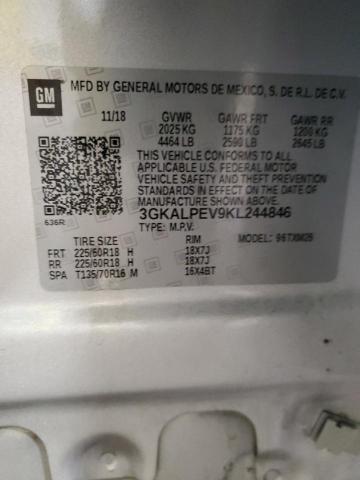 GM
MFD BY GENERAL MOTORS DE MEXICO, S. DE R.L. DE C.V.
11/18 GVWR GAWR FRT GAWR RR
2025 KG 1175 KG 1200 KG
4464 LB 2590 LB 2645 LB
THIS VEHICLE CONFORMS TO ALL
APPLICABLE U.S. FEDERAL MOTOR
VEHICLE SAFETY AND THEFT
PREVENTION STANDARDS IN EFFECT ON
THE DATE OF MANUFACTURE SHOWN ABOVE.
3GKALPEV9KL244846
636R
TYPE: M.P.V. MODEL: 96TXM26
TIRE SIZE RIM
FRT 225/60R18 H 18X7J
RR 225/60R18 H 18X7J
SPA T135/70R16 M 16X4BT